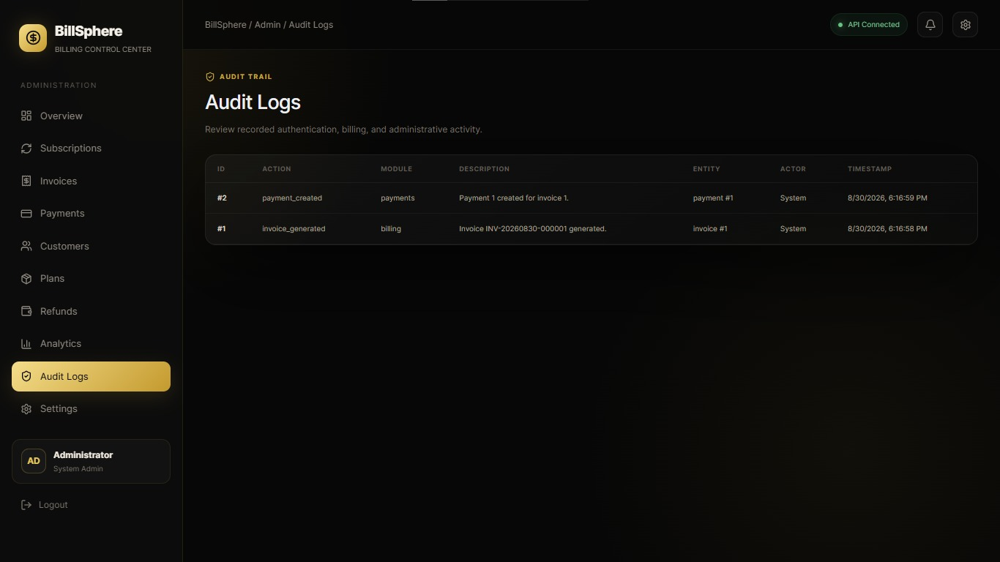 BillSphere
BILLING CONTROL CENTER
ADMINISTRATION
Overview
Subscriptions
Invoices
Payments
Customers
Plans
Refunds
Analytics
Audit Logs
Settings
AD
Administrator
System Admin
Logout
BillSphere / Admin / Audit Logs
API Connected
AUDIT TRAIL
Audit Logs
Review recorded authentication, billing, and administrative activity.
ID ACTION MODULE DESCRIPTION ENTITY ACTOR TIMESTAMP
#2 payment_created payments Payment 1 created for invoice 1. payment #1 System 8/30/2026, 6:16:59 PM
#1 invoice_generated billing Invoice INV-20260830-000001 generated. invoice #1 System 8/30/2026, 6:16:58 PM